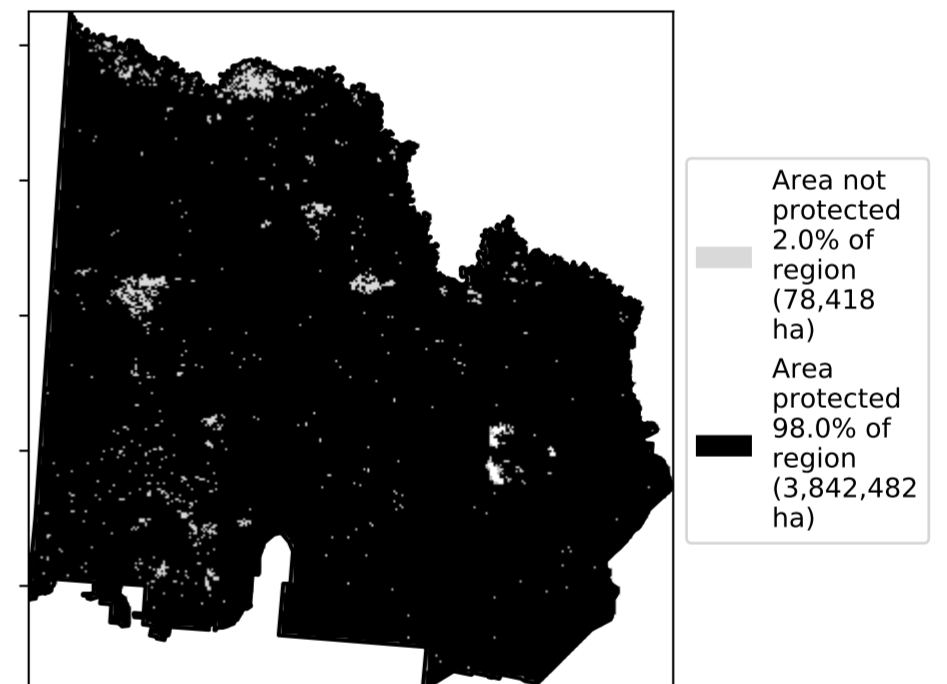 Area not
protected
2.0% of
region
(78,418
ha)
Area
protected
98.0% of
region
(3,842,482
ha)